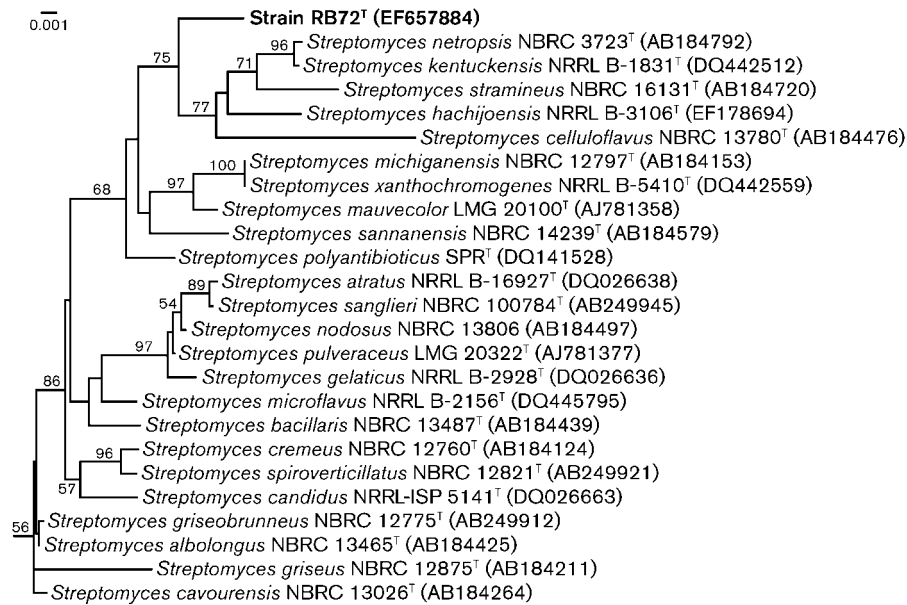 0.001
Strain RB72ᵀ (EF657884)
96 Streptomyces netropsis NBRC 3723ᵀ (AB184792)
75 Streptomyces kentuckensis NRRL B-1831ᵀ (DQ442512)
71 Streptomyces stramineus NBRC 16131ᵀ (AB184720)
77 Streptomyces hachijoensis NRRL B-3106ᵀ (EF178694)
Streptomyces celluloflavus NBRC 13780ᵀ (AB184476)
100 Streptomyces michiganensis NBRC 12797ᵀ (AB184153)
97 Streptomyces xanthochromogenes NRRL B-5410ᵀ (DQ442559)
68 Streptomyces mauvecolor LMG 20100ᵀ (AJ781358)
Streptomyces sannanensis NBRC 14239ᵀ (AB184579)
Streptomyces polyantibioticus SPRᵀ (DQ141528)
89 Streptomyces atratus NRRL B-16927ᵀ (DQ026638)
54 Streptomyces sanglieri NBRC 100784ᵀ (AB249945)
Streptomyces nodosus NBRC 13806 (AB184497)
97 Streptomyces pulveraceus LMG 20322ᵀ (AJ781377)
86 Streptomyces gelaticus NRRL B-2928ᵀ (DQ026636)
Streptomyces microflavus NRRL B-2156ᵀ (DQ445795)
Streptomyces bacillaris NBRC 13487ᵀ (AB184439)
96 Streptomyces cremeus NBRC 12760ᵀ (AB184124)
Streptomyces spiroverticillatus NBRC 12821ᵀ (AB249921)
57 Streptomyces candidus NRRL-ISP 5141ᵀ (DQ026663)
56 Streptomyces griseobrunneus NBRC 12775ᵀ (AB249912)
Streptomyces albolongus NBRC 13465ᵀ (AB184425)
Streptomyces griseus NBRC 12875ᵀ (AB184211)
Streptomyces cavourensis NBRC 13026ᵀ (AB184264)